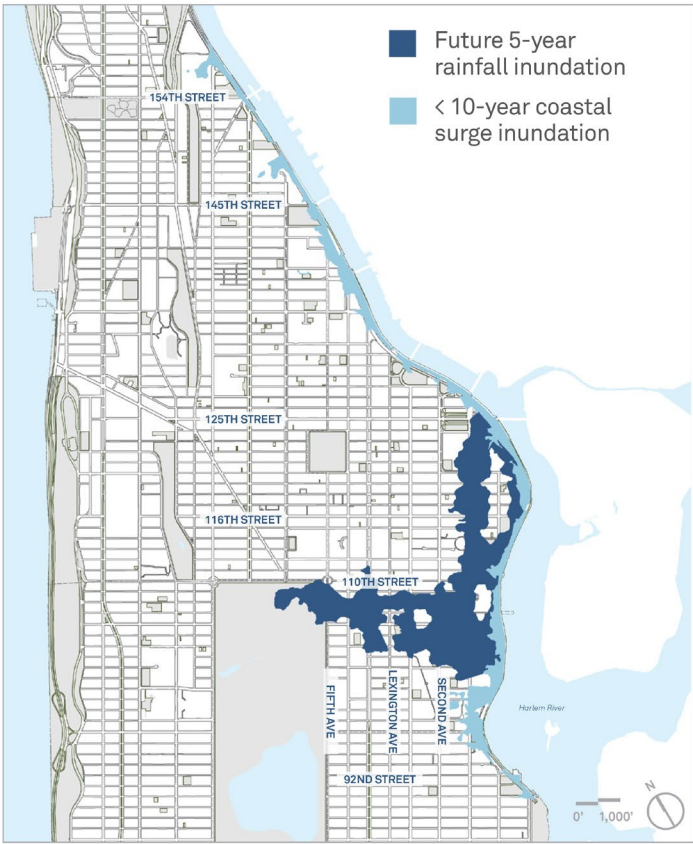 Future 5-year
rainfall inundation
< 10-year coastal
surge inundation
154TH STREET
145TH STREET
125TH STREET
116TH STREET
110TH STREET
FIFTH AVE
LEXINGTON AVE
SECOND AVE
Harlem River
92ND STREET
N
0' 1,000'